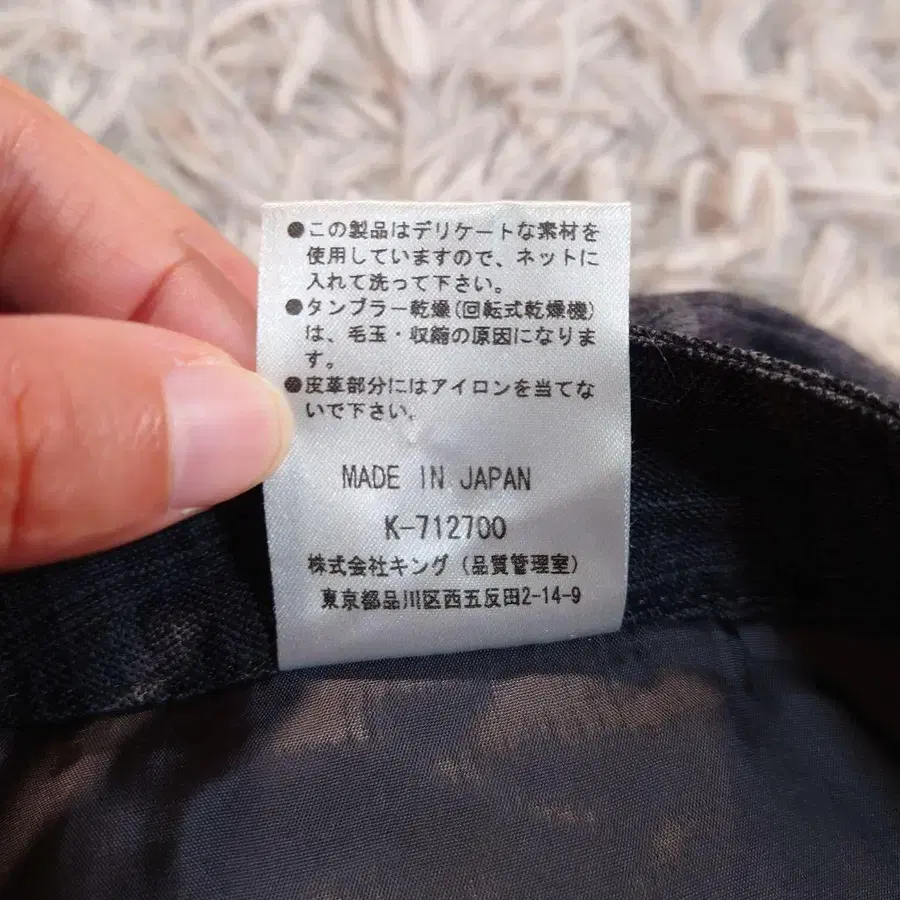 ●この製品はデリケートな素材を
使用していますので、ネットに
入れて洗って下さい。
●タンブラー乾燥(回転式乾燥機)
は、毛玉・収縮の原因になりま
す。
●皮革部分にはアイロンを当てな
いで下さい。
MADE IN JAPAN
K-712700
株式会社キング(品質管理室)
東京都品川区西五反田2-14-9